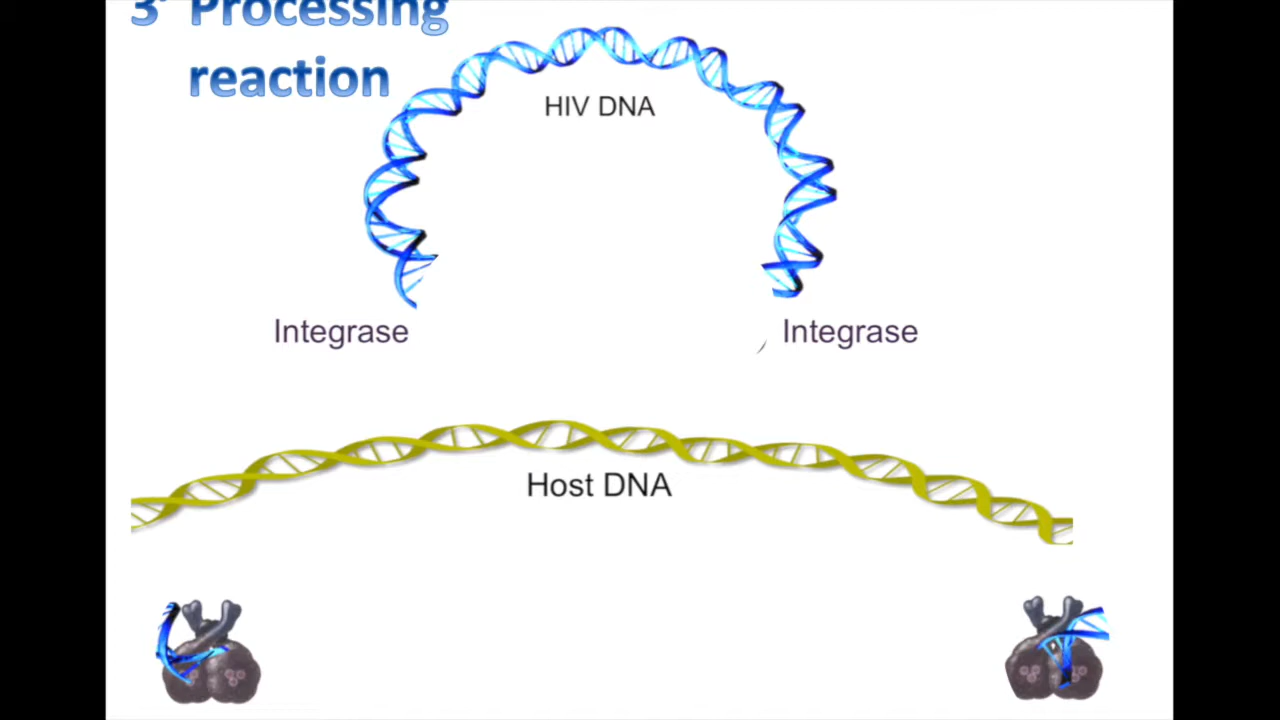 3' Processing
reaction
HIV DNA
Integrase
Integrase
Host DNA